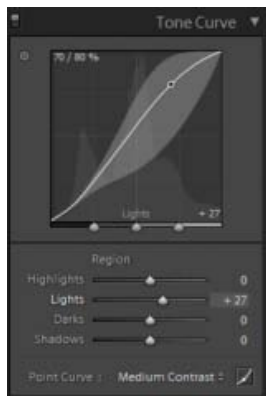 Tone Curve
70 / 80 %
Lights + 27
Region
Highlights 0
Lights + 27
Darks 0
Shadows 0
Point Curve : Medium Contrast